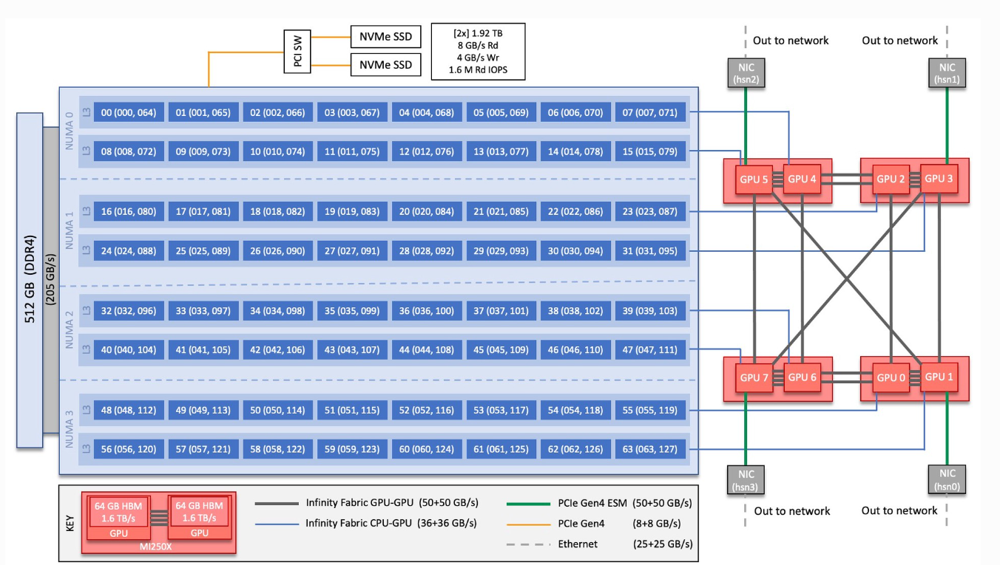 NVMe SSD
NVMe SSD
PCI SW
[2x] 1.92 TB
8 GB/s Rd
4 GB/s Wr
1.6 M Rd IOPS
Out to network
Out to network
NIC
(hsn2)
NIC
(hsn1)
512 GB (DDR4)
(205 GB/s)
NUMA 0
L3
00 (000, 064) 01 (001, 065) 02 (002, 066) 03 (003, 067) 04 (004, 068) 05 (005, 069) 06 (006, 070) 07 (007, 071)
L3
08 (008, 072) 09 (009, 073) 10 (010, 074) 11 (011, 075) 12 (012, 076) 13 (013, 077) 14 (014, 078) 15 (015, 079)
NUMA 1
L3
16 (016, 080) 17 (017, 081) 18 (018, 082) 19 (019, 083) 20 (020, 084) 21 (021, 085) 22 (022, 086) 23 (023, 087)
L3
24 (024, 088) 25 (025, 089) 26 (026, 090) 27 (027, 091) 28 (028, 092) 29 (029, 093) 30 (030, 094) 31 (031, 095)
NUMA 2
L3
32 (032, 096) 33 (033, 097) 34 (034, 098) 35 (035, 099) 36 (036, 100) 37 (037, 101) 38 (038, 102) 39 (039, 103)
L3
40 (040, 104) 41 (041, 105) 42 (042, 106) 43 (043, 107) 44 (044, 108) 45 (045, 109) 46 (046, 110) 47 (047, 111)
NUMA 3
L3
48 (048, 112) 49 (049, 113) 50 (050, 114) 51 (051, 115) 52 (052, 116) 53 (053, 117) 54 (054, 118) 55 (055, 119)
L3
56 (056, 120) 57 (057, 121) 58 (058, 122) 59 (059, 123) 60 (060, 124) 61 (061, 125) 62 (062, 126) 63 (063, 127)
GPU 5 GPU 4 GPU 2 GPU 3
GPU 7 GPU 6 GPU 0 GPU 1
NIC
(hsn3)
NIC
(hsn0)
Out to network
Out to network
KEY
64 GB HBM
1.6 TB/s
GPU
64 GB HBM
1.6 TB/s
GPU
MI250X
Infinity Fabric GPU-GPU (50+50 GB/s)
Infinity Fabric CPU-GPU (36+36 GB/s)
PCIe Gen4 ESM (50+50 GB/s)
PCIe Gen4 (8+8 GB/s)
Ethernet (25+25 GB/s)